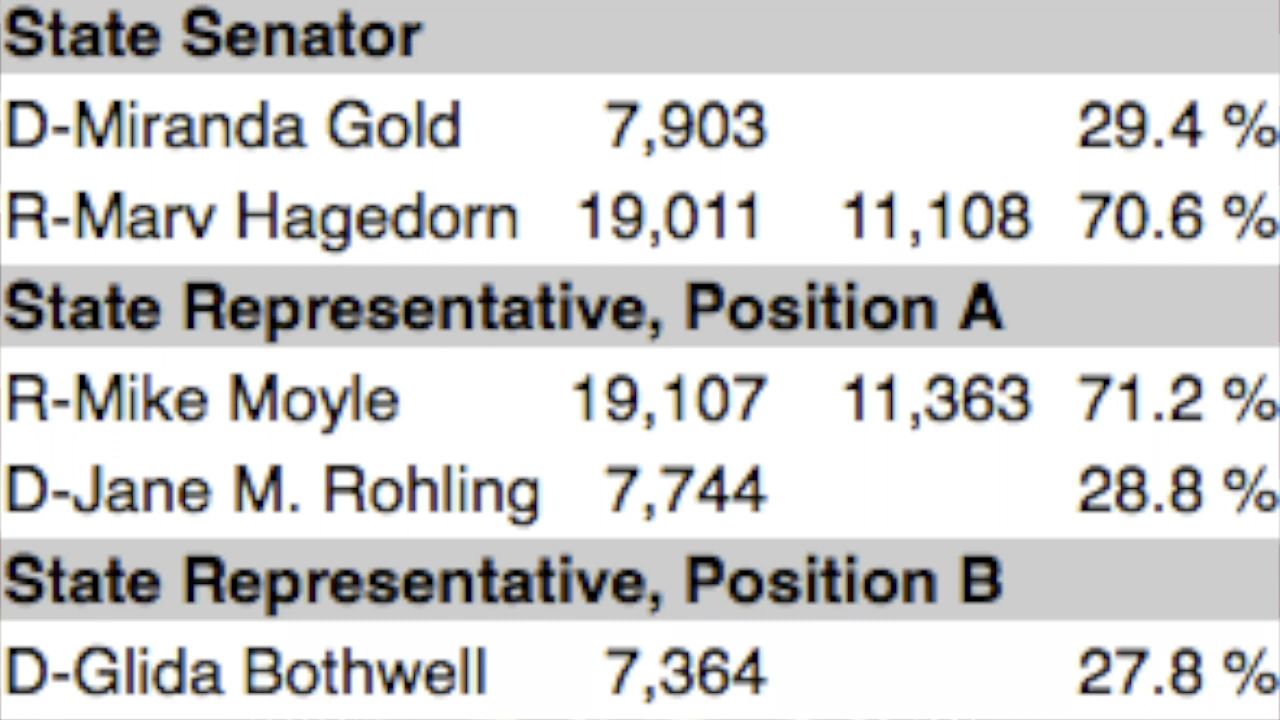 State Senator
D-Miranda Gold 7,903 29.4 %
R-Marv Hagedorn 19,011 11,108 70.6 %
State Representative, Position A
R-Mike Moyle 19,107 11,363 71.2 %
D-Jane M. Rohling 7,744 28.8 %
State Representative, Position B
D-Glida Bothwell 7,364 27.8 %